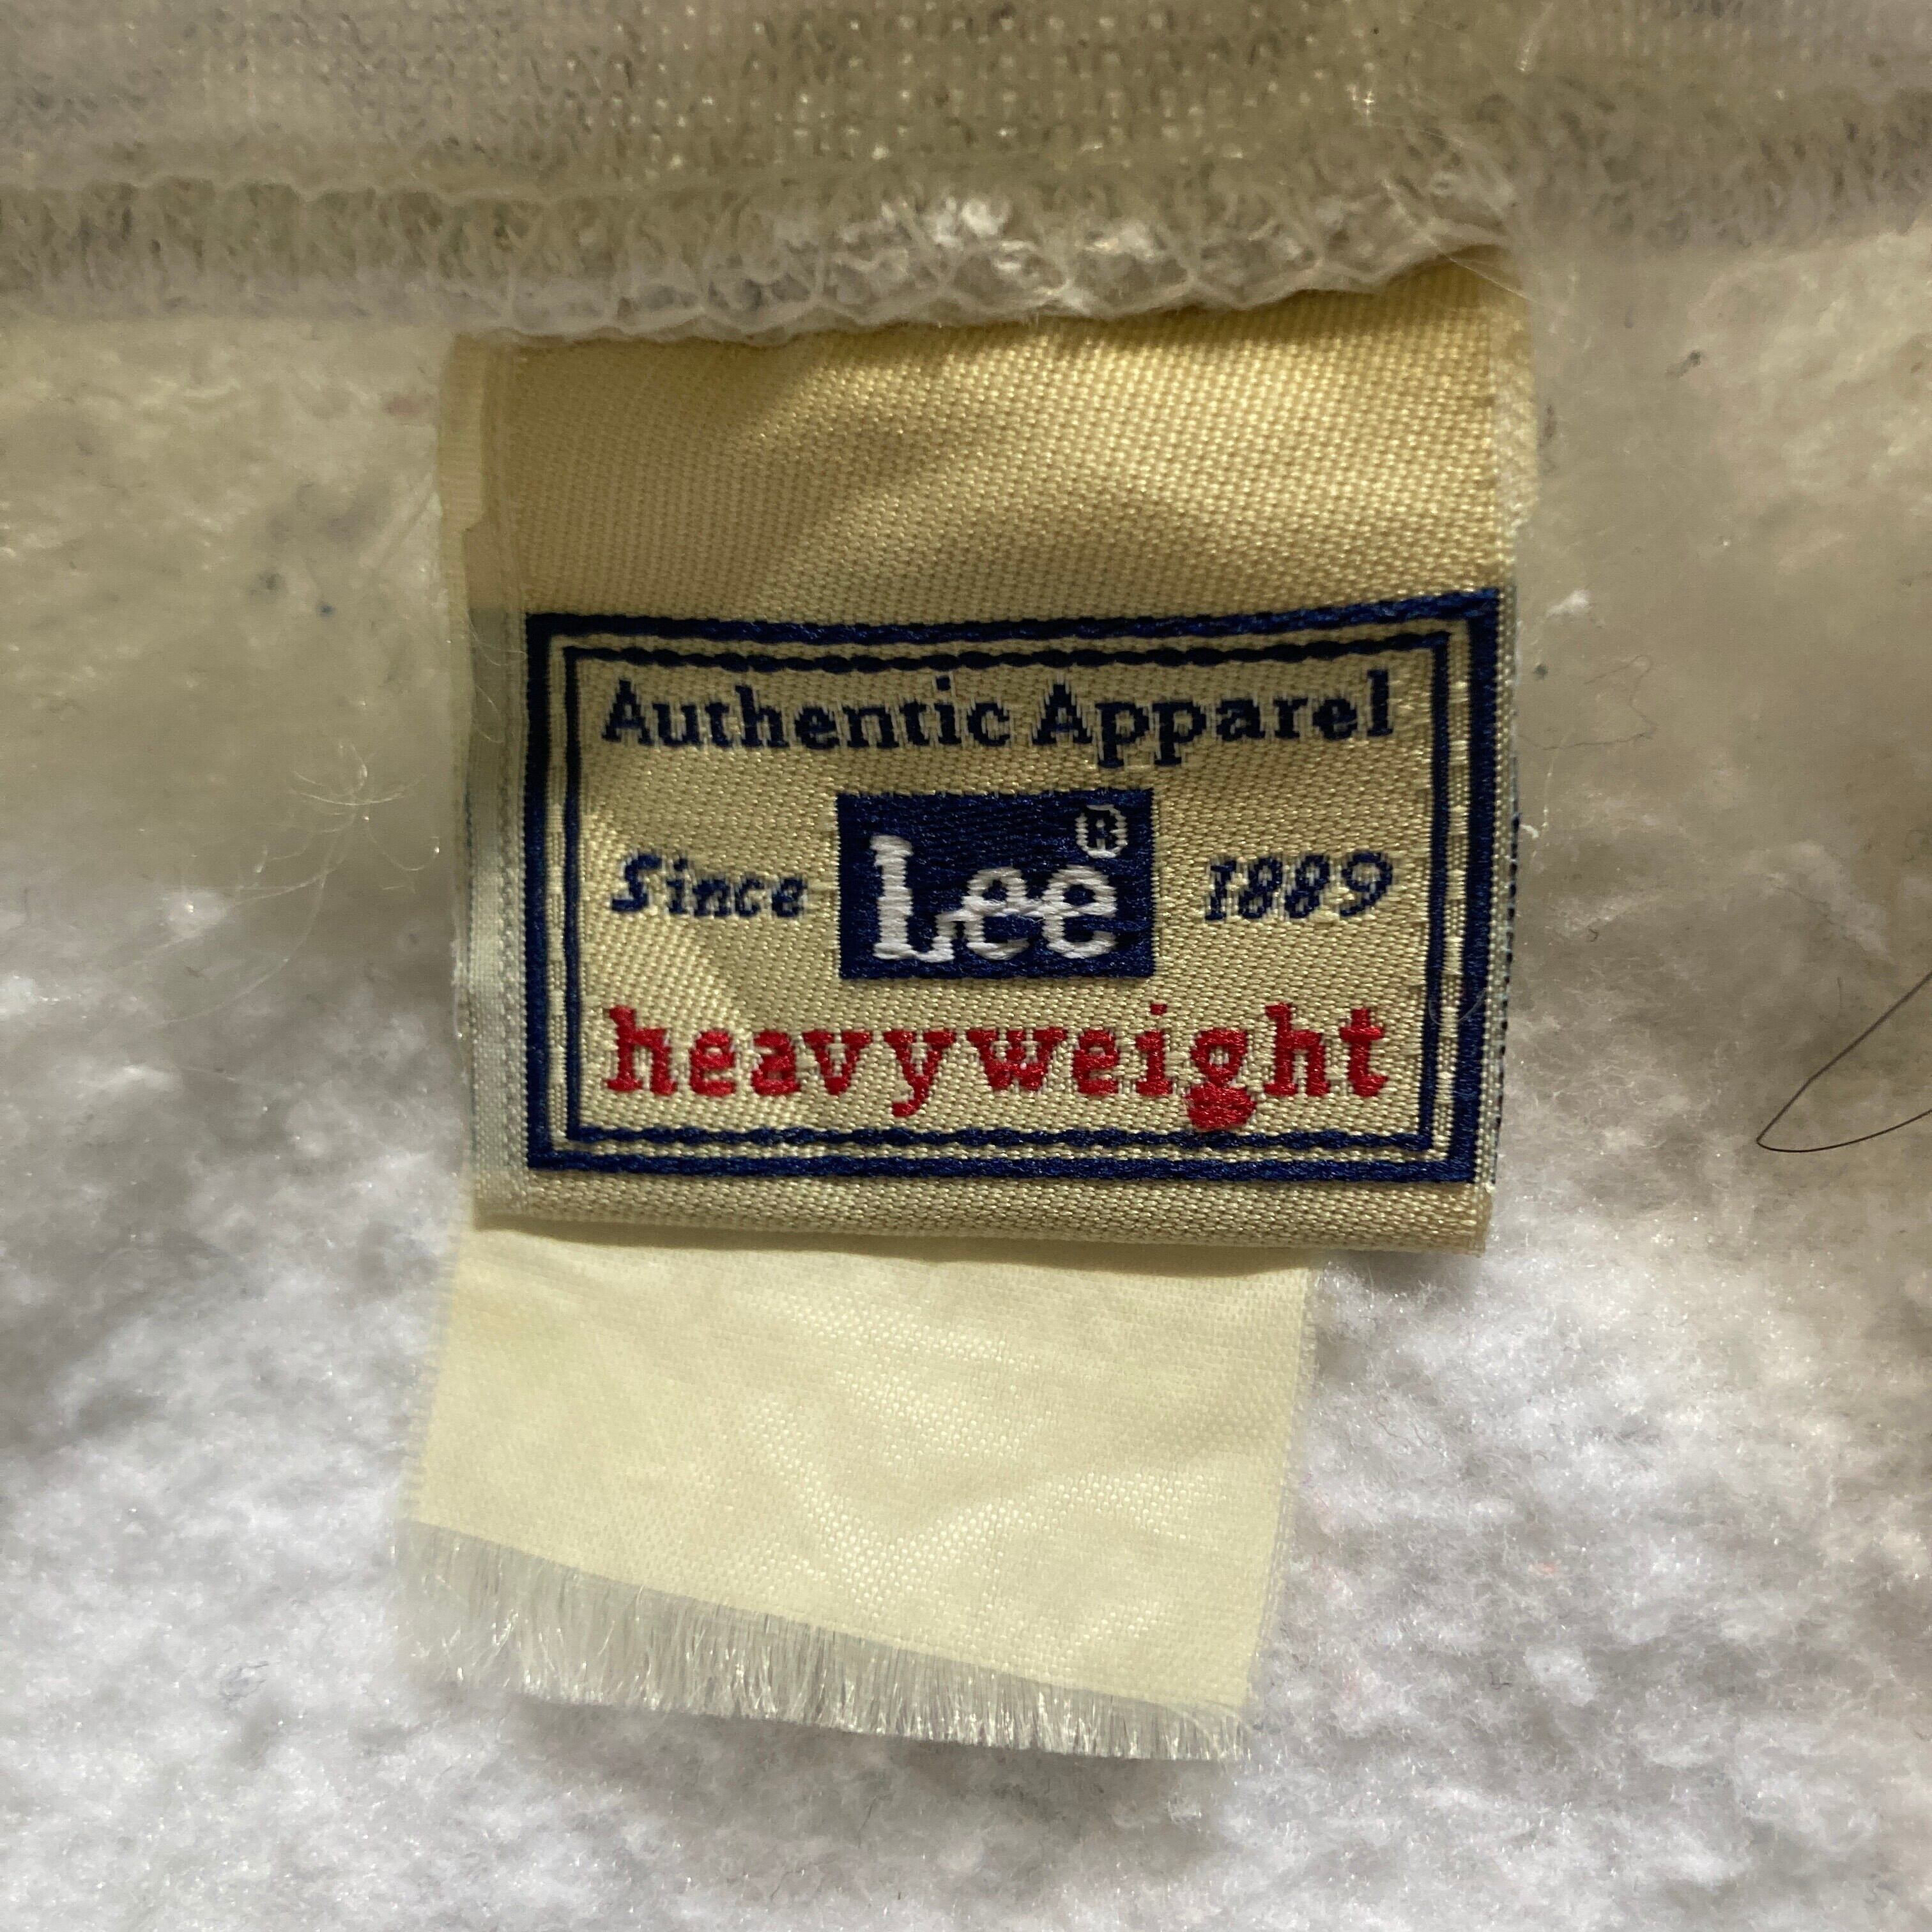 Authentic Apparel
Since Lee® 1889
heavyweight